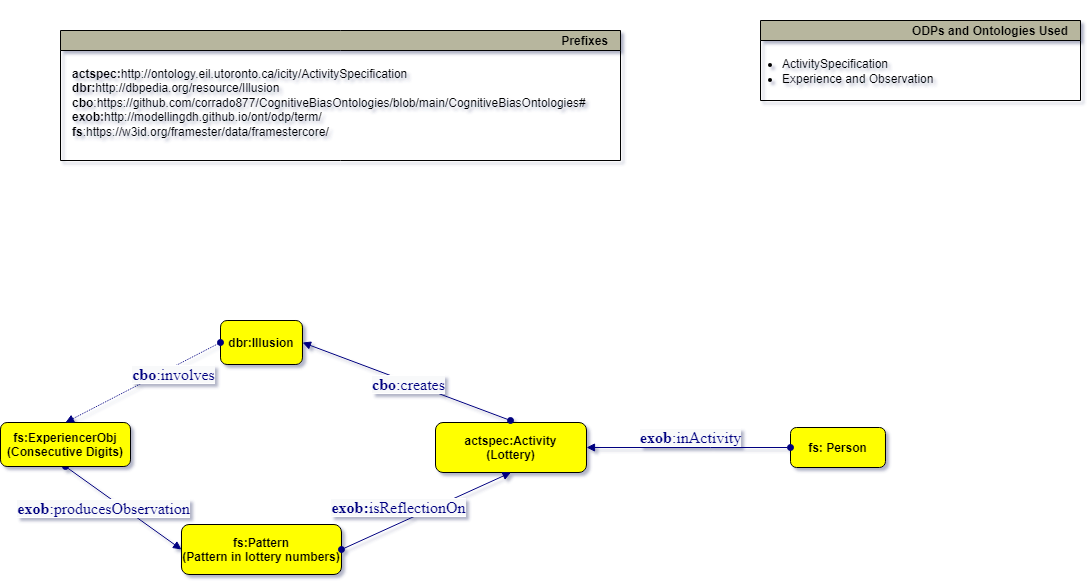 Prefixes
actspec:http://ontology.eil.utoronto.ca/icity/ActivitySpecification
dbr:http://dbpedia.org/resource/Illusion
cbo:https://github.com/corrado877/CognitiveBiasOntologies/blob/main/CognitiveBiasOntologies#
exob:http://modellingdh.github.io/ont/odp/term/
fs:https://w3id.org/framester/data/framestercore/
ODPs and Ontologies Used
ActivitySpecification
Experience and Observation
dbr:Illusion
cbo:involves
cbo:creates
fs:ExperiencerObj
(Consecutive Digits)
actspec:Activity
(Lottery)
exob:inActivity
fs: Person
exob:producesObservation
exob:isReflectionOn
fs:Pattern
(Pattern in lottery numbers)